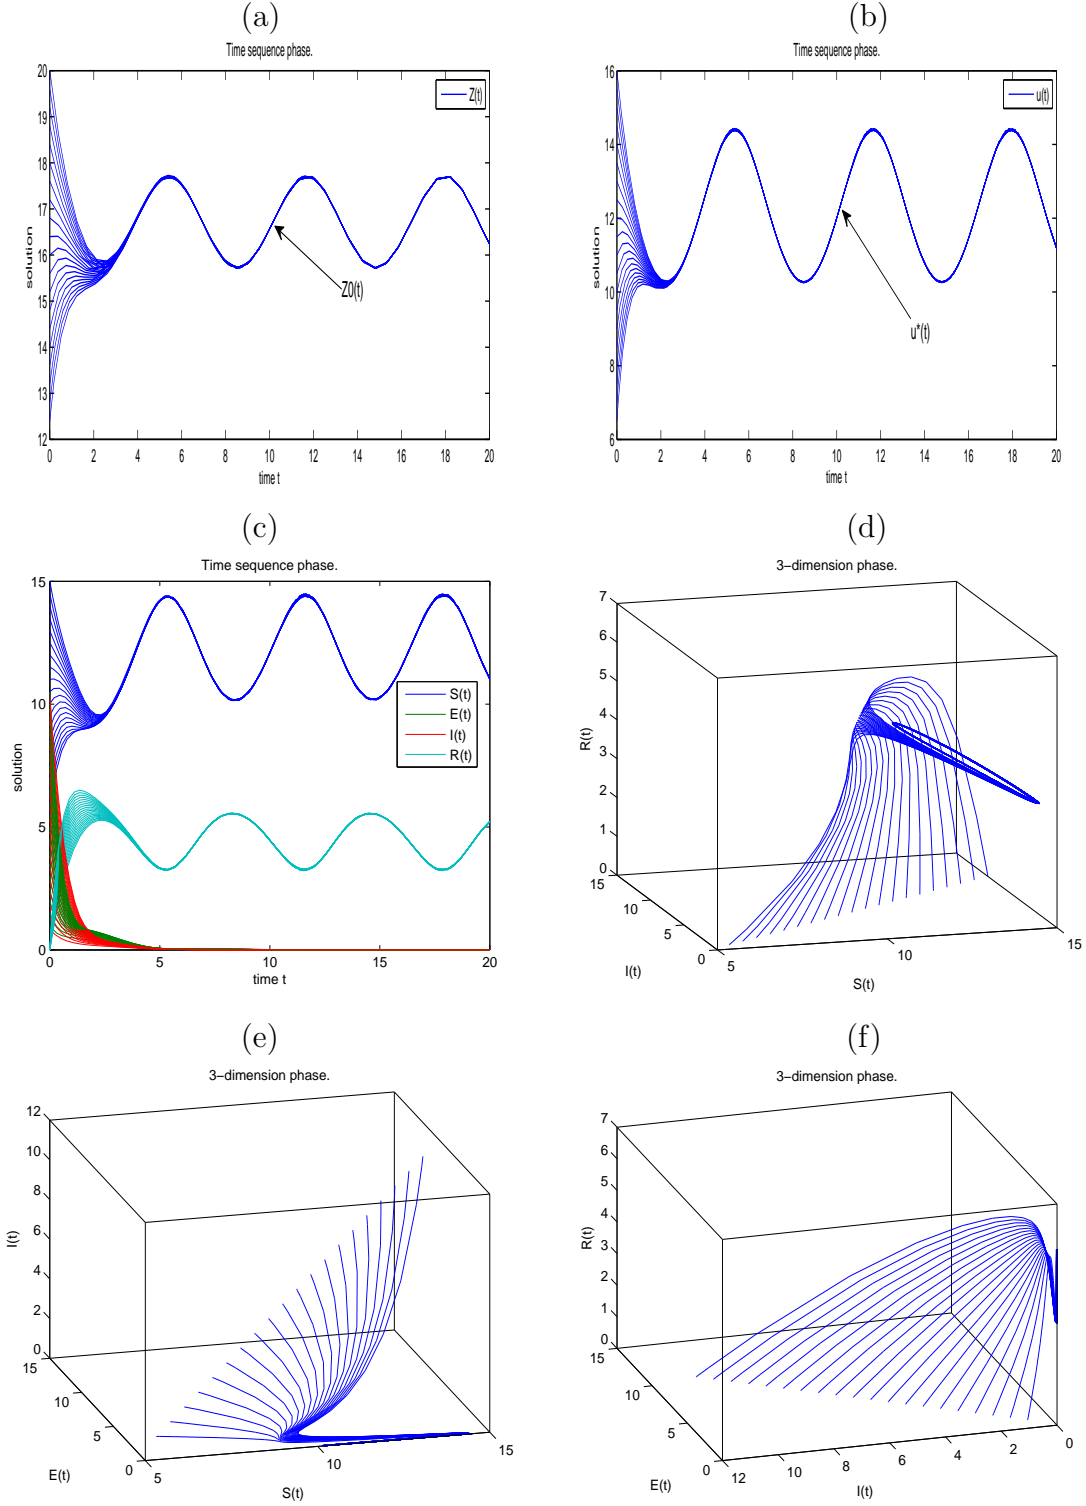 (a)
Time sequence phase.
20
19
18
17
16
15
14
13
12
solution
Z(t)
Z0(t)
0 2 4 6 8 10 12 14 16 18 20
time t
(b)
Time sequence phase.
16
14
12
10
8
6
solution
u(t)
u*(t)
0 2 4 6 8 10 12 14 16 18 20
time t
(c)
Time sequence phase.
15
10
5
0
solution
S(t)
E(t)
I(t)
R(t)
0 5 10 15 20
time t
(d)
3−dimension phase.
7
6
5
4
3
2
1
0
R(t)
15
10
5
0
I(t)
5 10 15
S(t)
(e)
3−dimension phase.
12
10
8
6
4
2
0
I(t)
15
10
5
0
E(t)
5 10 15
S(t)
(f)
3−dimension phase.
7
6
5
4
3
2
1
0
R(t)
15
10
5
0
E(t)
12 10 8 6 4 2 0
I(t)